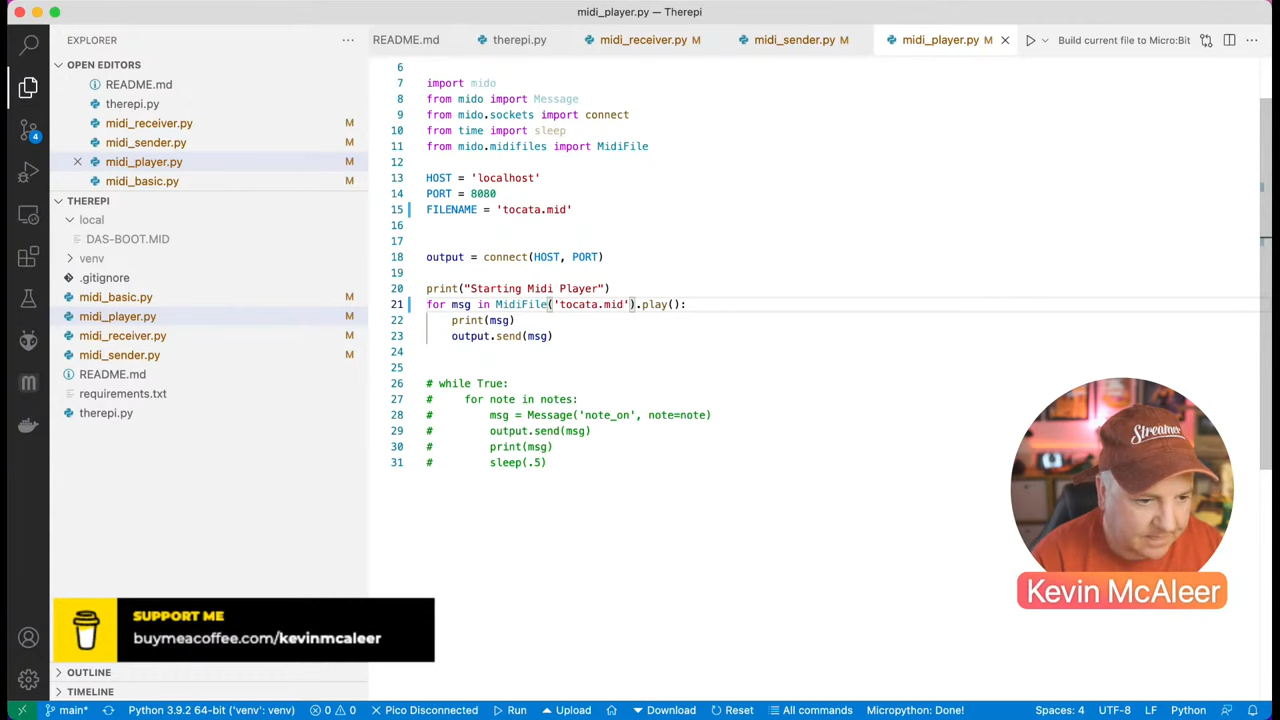 midi_player.py — Therepi
EXPLORER
README.md
therepi.py
midi_receiver.py M
midi_sender.py M
midi_player.py M
Build current file to Micro:Bit
OPEN EDITORS
README.md
therepi.py
midi_receiver.py M
midi_sender.py M
midi_player.py M
midi_basic.py M
THEREPI
local
DAS-BOOT.MID
venv
.gitignore
midi_basic.py M
midi_player.py M
midi_receiver.py M
midi_sender.py M
README.md
requirements.txt
therepi.py
OUTLINE
TIMELINE
4
6
7 import mido
8 from mido import Message
9 from mido.sockets import connect
10 from time import sleep
11 from mido.midifiles import MidiFile
12
13 HOST = 'localhost'
14 PORT = 8080
15 FILENAME = 'tocata.mid'
16
17
18 output = connect(HOST, PORT)
19
20 print("Starting Midi Player")
21 for msg in MidiFile('tocata.mid').play():
22 print(msg)
23 output.send(msg)
24
25
26 # while True:
27 # for note in notes:
28 # msg = Message('note_on', note=note)
29 # output.send(msg)
30 # print(msg)
31 # sleep(.5)
Streamer
Kevin McAleer
SUPPORT ME
buymeacoffee.com/kevinmcaleer
main* Python 3.9.2 64-bit ('venv': venv) 0 0 Pico Disconnected Run Upload Download Reset All commands Micropython: Done! Spaces: 4 UTF-8 LF Python